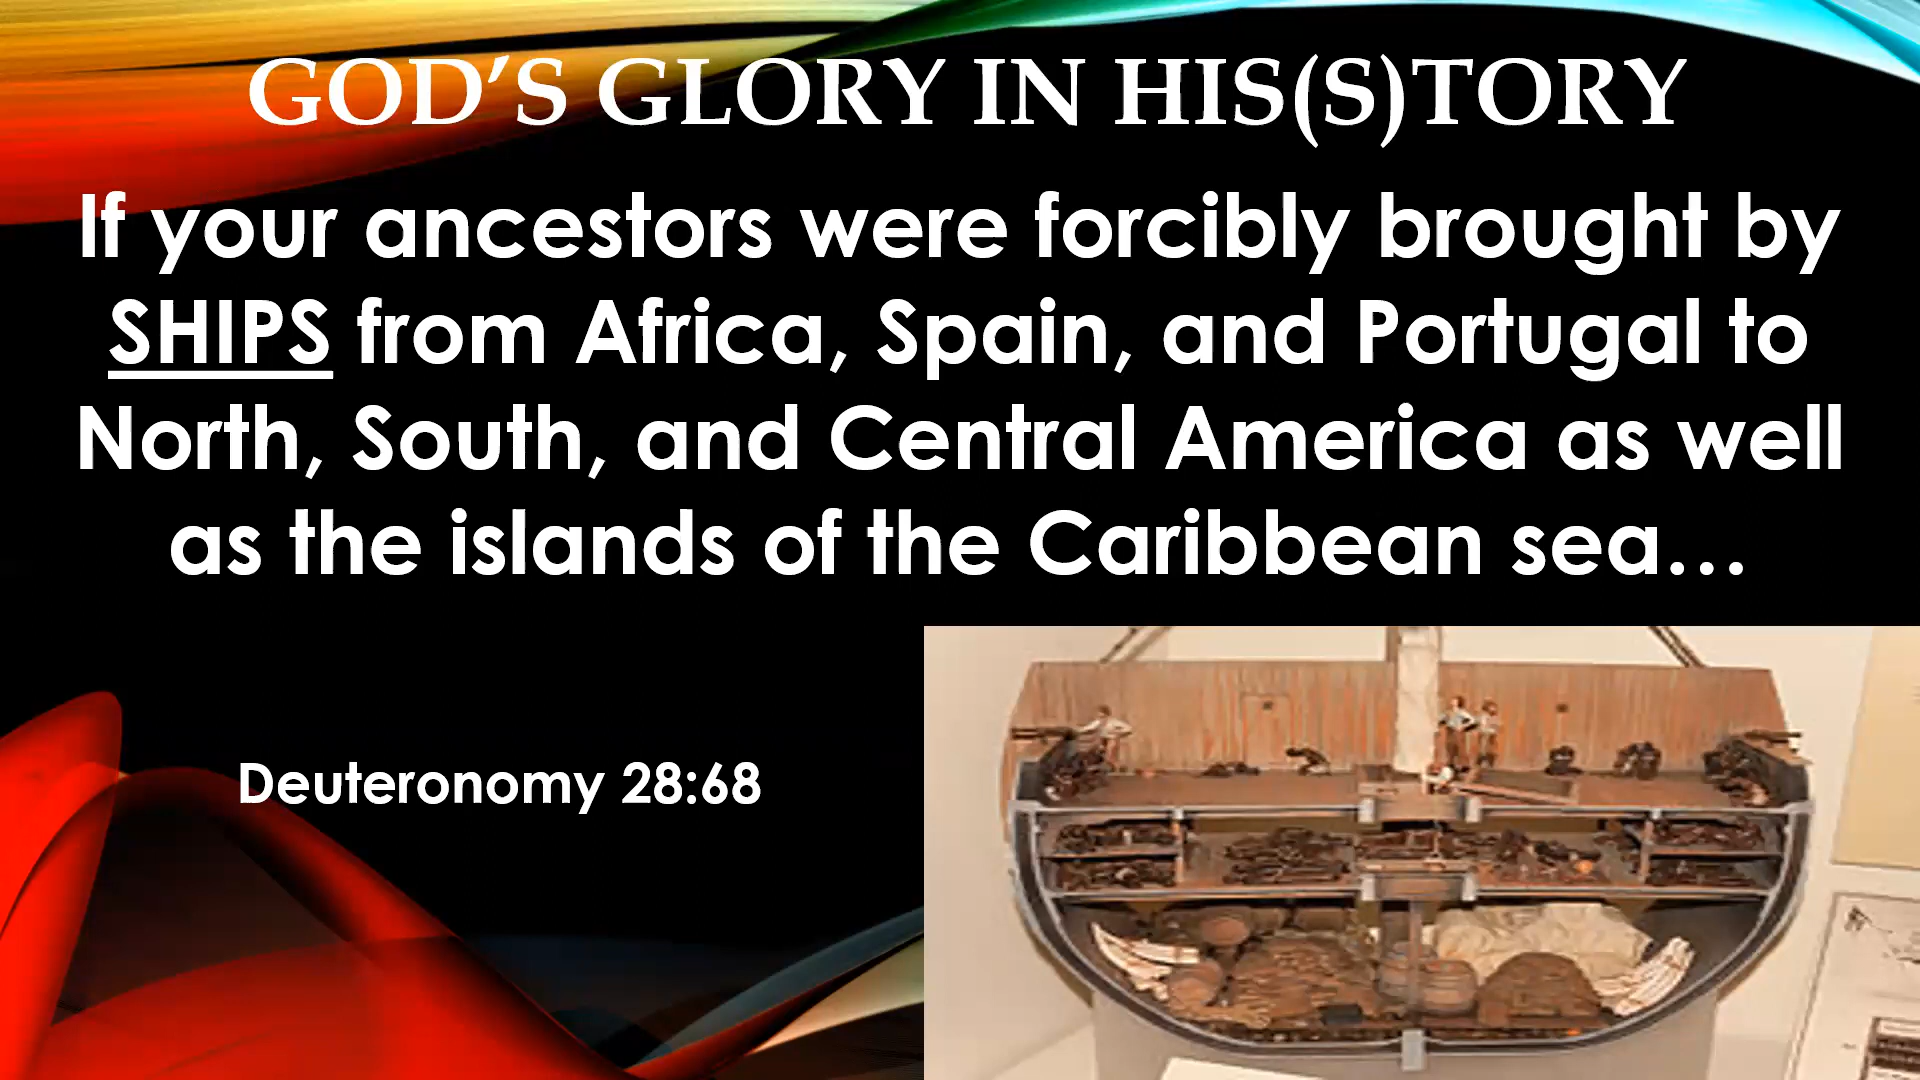 GOD’S GLORY IN HIS(S)TORY
If your ancestors were forcibly brought by
SHIPS from Africa, Spain, and Portugal to
North, South, and Central America as well
as the islands of the Caribbean sea…
Deuteronomy 28:68